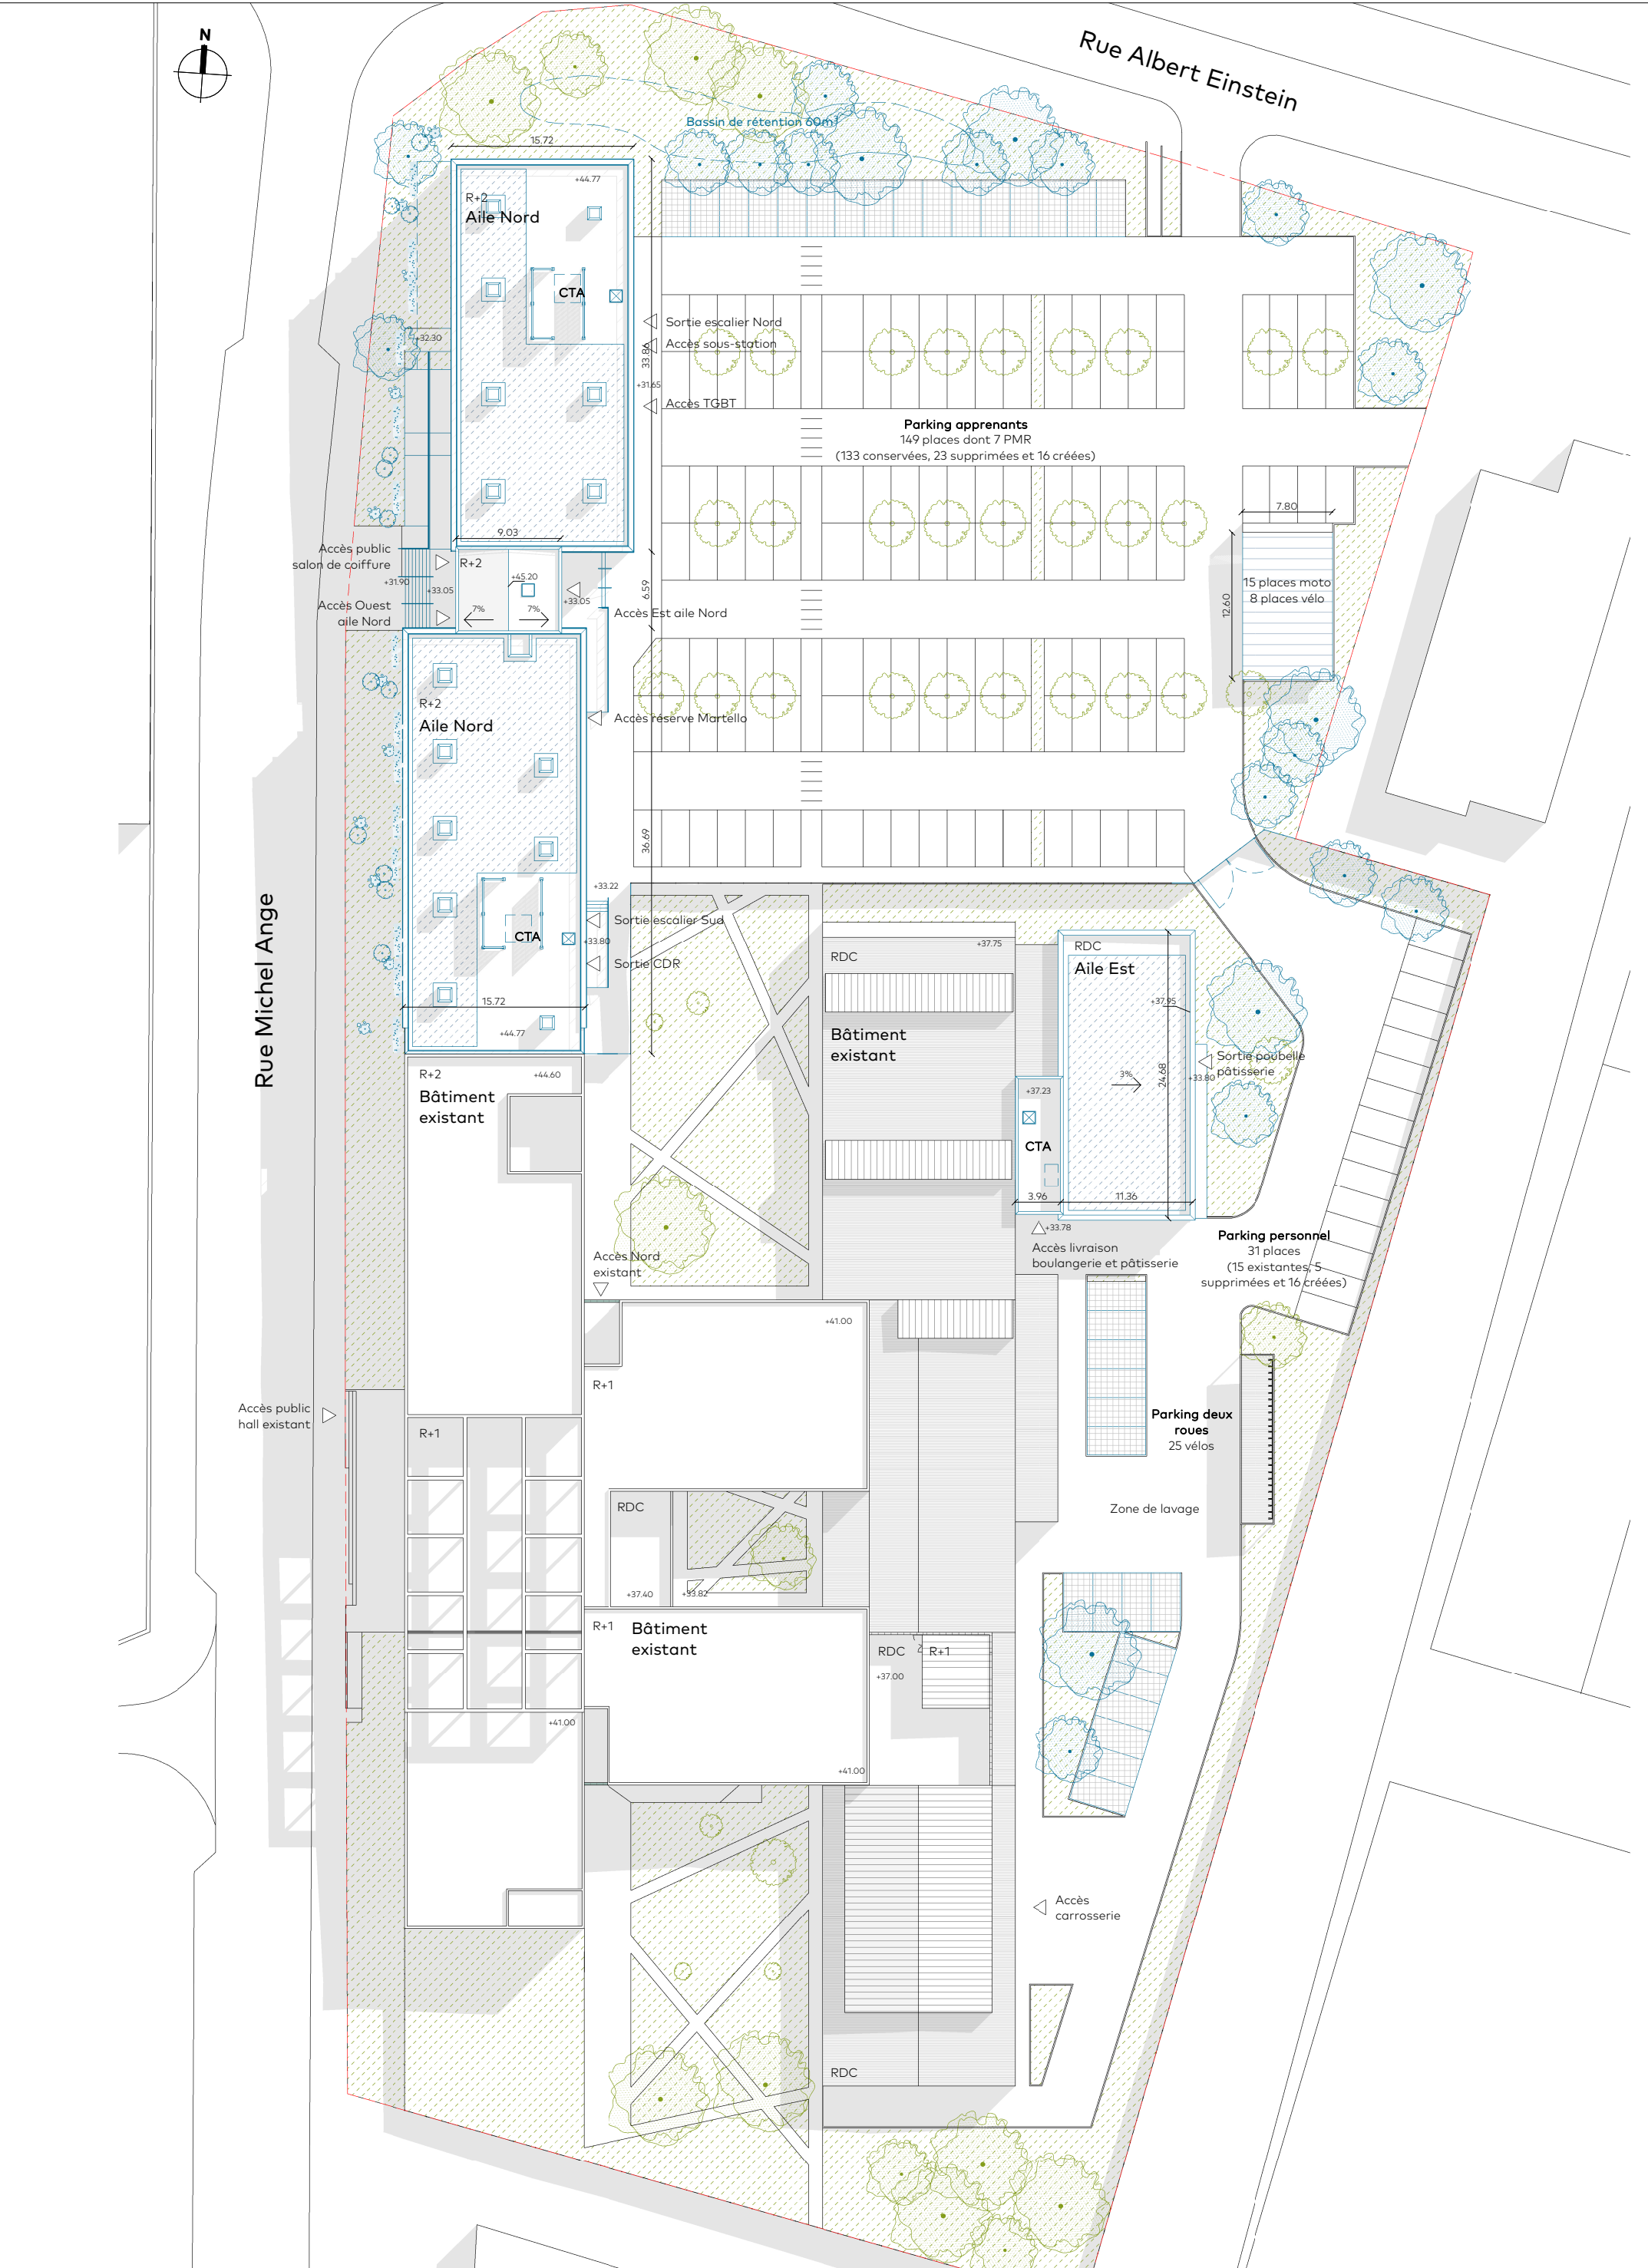 N
Rue Albert Einstein
Bassin de rétention 60m³
15.72
+44.77
R+2
Aile Nord
CTA
Sortie escalier Nord
Accès sous-station
33.86
+32.30
+31.65
Accès TGBT
Parking apprenants
149 places dont 7 PMR
(133 conservées, 23 supprimées et 16 créées)
7.80
9.03
Accès public
salon de coiffure
R+2
+45.20
+31.90
+33.05
+33.05
6.59
15 places moto
8 places vélo
12.60
Accès Ouest
aile Nord
7%
7%
Accès Est aile Nord
R+2
Aile Nord
Accès réserve Martello
36.69
+33.22
Sortie escalier Sud
CTA
+33.80
Sortie CDR
15.72
+44.77
Rue Michel Ange
+37.75
RDC
Bâtiment
existant
RDC
Aile Est
+37.95
Sortie poubelle
pâtisserie
+33.80
3%
24.68
+37.23
CTA
3.96
11.36
+33.78
Accès livraison
boulangerie et pâtisserie
R+2
+44.60
Bâtiment
existant
Parking personnel
31 places
(15 existantes, 5
supprimées et 16 créées)
Accès Nord
existant
+41.00
R+1
Accès public
hall existant
R+1
Parking deux
roues
25 vélos
RDC
Zone de lavage
+37.40
+33.82
R+1
Bâtiment
existant
RDC
R+1
+37.00
+41.00
+41.00
Accès
carrosserie
RDC